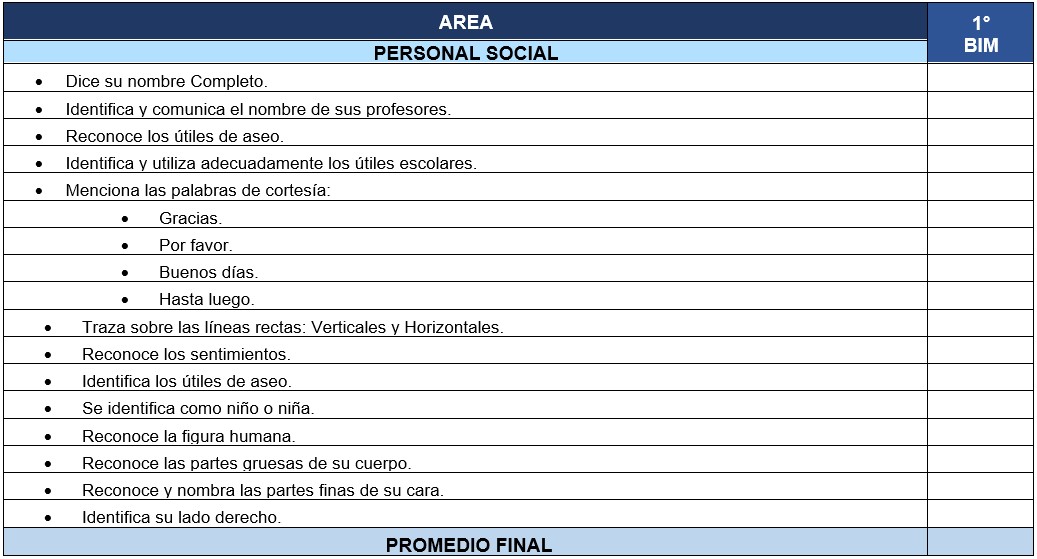 AREA
1°
BIM
PERSONAL SOCIAL
• Dice su nombre Completo.
• Identifica y comunica el nombre de sus profesores.
• Reconoce los útiles de aseo.
• Identifica y utiliza adecuadamente los útiles escolares.
• Menciona las palabras de cortesía:
• Gracias.
• Por favor.
• Buenos días.
• Hasta luego.
• Traza sobre las líneas rectas: Verticales y Horizontales.
• Reconoce los sentimientos.
• Identifica los útiles de aseo.
• Se identifica como niño o niña.
• Reconoce la figura humana.
• Reconoce las partes gruesas de su cuerpo.
• Reconoce y nombra las partes finas de su cara.
• Identifica su lado derecho.
PROMEDIO FINAL